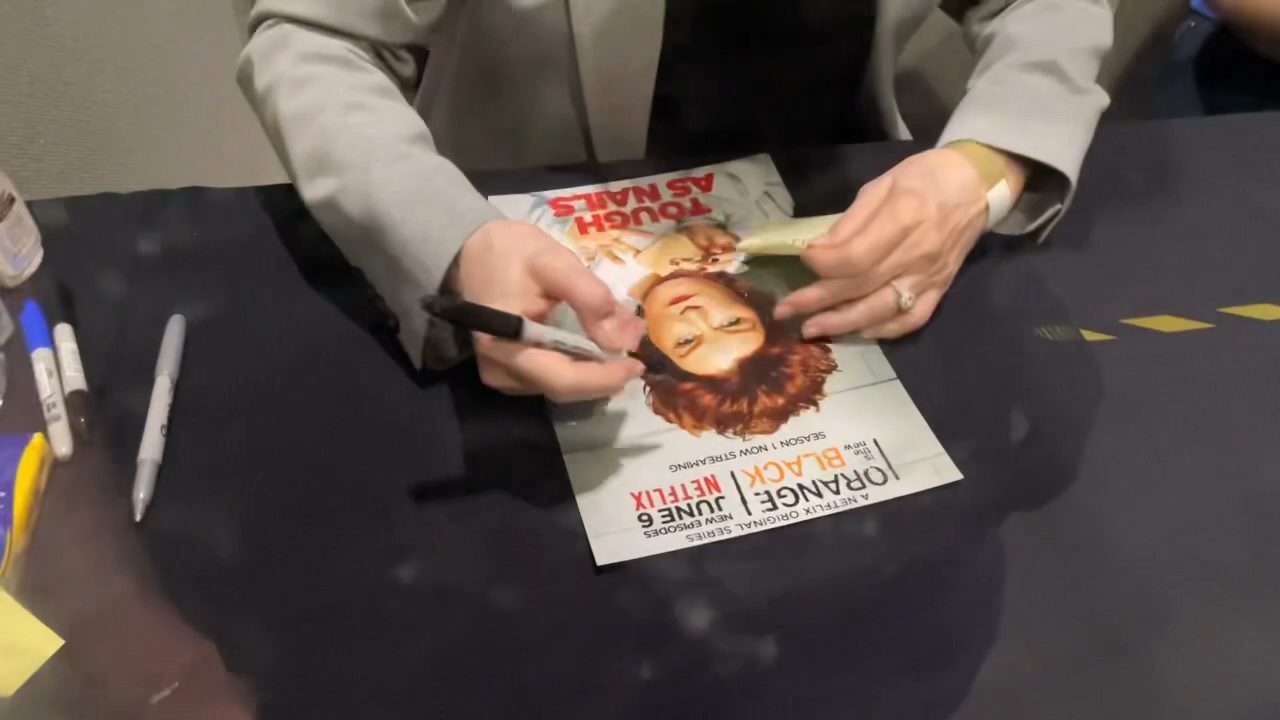 A NETFLIX ORIGINAL SERIES
ORANGE
is the
new
BLACK
NEW EPISODES
JUNE 6
NETFLIX
SEASON 1 NOW STREAMING
TOUGH
AS NAILS